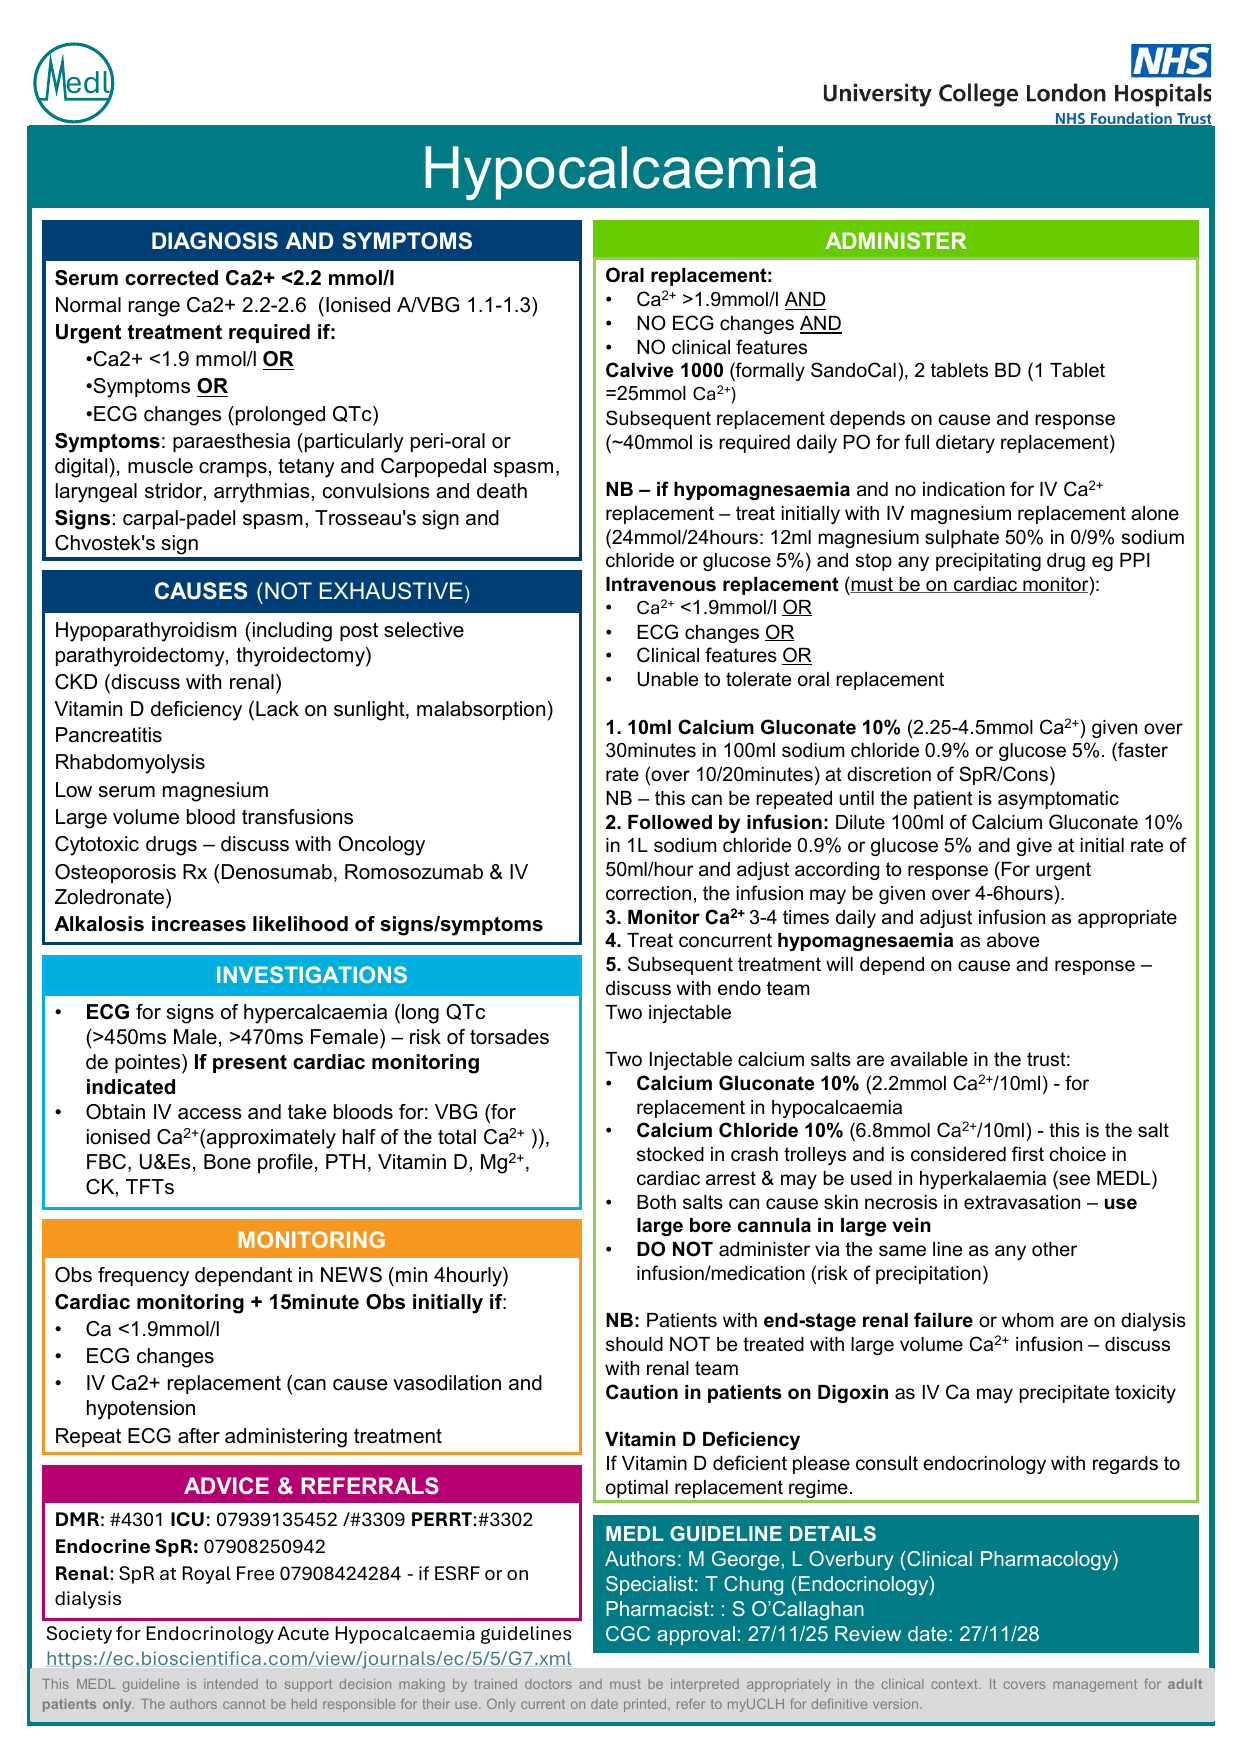 Medl
NHS
University College London Hospitals
NHS Foundation Trust
Hypocalcaemia
DIAGNOSIS AND SYMPTOMS
Serum corrected Ca2+ <2.2 mmol/l
Normal range Ca2+ 2.2-2.6 (Ionised A/VBG 1.1-1.3)
Urgent treatment required if:
•Ca2+ <1.9 mmol/l OR
•Symptoms OR
•ECG changes (prolonged QTc)
Symptoms: paraesthesia (particularly peri-oral or
digital), muscle cramps, tetany and Carpopedal spasm,
laryngeal stridor, arrythmias, convulsions and death
Signs: carpal-padel spasm, Trosseau's sign and
Chvostek's sign
CAUSES (NOT EXHAUSTIVE)
Hypoparathyroidism (including post selective
parathyroidectomy, thyroidectomy)
CKD (discuss with renal)
Vitamin D deficiency (Lack on sunlight, malabsorption)
Pancreatitis
Rhabdomyolysis
Low serum magnesium
Large volume blood transfusions
Cytotoxic drugs – discuss with Oncology
Osteoporosis Rx (Denosumab, Romosozumab & IV
Zoledronate)
Alkalosis increases likelihood of signs/symptoms
INVESTIGATIONS
• ECG for signs of hypercalcaemia (long QTc
(>450ms Male, >470ms Female) – risk of torsades
de pointes) If present cardiac monitoring
indicated
• Obtain IV access and take bloods for: VBG (for
ionised Ca2+(approximately half of the total Ca2+ )),
FBC, U&Es, Bone profile, PTH, Vitamin D, Mg2+,
CK, TFTs
MONITORING
Obs frequency dependant in NEWS (min 4hourly)
Cardiac monitoring + 15minute Obs initially if:
• Ca <1.9mmol/l
• ECG changes
• IV Ca2+ replacement (can cause vasodilation and
hypotension
Repeat ECG after administering treatment
ADVICE & REFERRALS
DMR: #4301 ICU: 07939135452 /#3309 PERRT:#3302
Endocrine SpR: 07908250942
Renal: SpR at Royal Free 07908424284 - if ESRF or on
dialysis
Society for Endocrinology Acute Hypocalcaemia guidelines
https://ec.bioscientifica.com/view/journals/ec/5/5/G7.xml
ADMINISTER
Oral replacement:
• Ca2+ >1.9mmol/l AND
• NO ECG changes AND
• NO clinical features
Calvive 1000 (formally SandoCal), 2 tablets BD (1 Tablet
=25mmol Ca2+)
Subsequent replacement depends on cause and response
(~40mmol is required daily PO for full dietary replacement)
NB – if hypomagnesaemia and no indication for IV Ca2+
replacement – treat initially with IV magnesium replacement alone
(24mmol/24hours: 12ml magnesium sulphate 50% in 0/9% sodium
chloride or glucose 5%) and stop any precipitating drug eg PPI
Intravenous replacement (must be on cardiac monitor):
• Ca2+ <1.9mmol/l OR
• ECG changes OR
• Clinical features OR
• Unable to tolerate oral replacement
1. 10ml Calcium Gluconate 10% (2.25-4.5mmol Ca2+) given over
30minutes in 100ml sodium chloride 0.9% or glucose 5%. (faster
rate (over 10/20minutes) at discretion of SpR/Cons)
NB – this can be repeated until the patient is asymptomatic
2. Followed by infusion: Dilute 100ml of Calcium Gluconate 10%
in 1L sodium chloride 0.9% or glucose 5% and give at initial rate of
50ml/hour and adjust according to response (For urgent
correction, the infusion may be given over 4-6hours).
3. Monitor Ca2+ 3-4 times daily and adjust infusion as appropriate
4. Treat concurrent hypomagnesaemia as above
5. Subsequent treatment will depend on cause and response –
discuss with endo team
Two injectable
Two Injectable calcium salts are available in the trust:
• Calcium Gluconate 10% (2.2mmol Ca2+/10ml) - for
replacement in hypocalcaemia
• Calcium Chloride 10% (6.8mmol Ca2+/10ml) - this is the salt
stocked in crash trolleys and is considered first choice in
cardiac arrest & may be used in hyperkalaemia (see MEDL)
• Both salts can cause skin necrosis in extravasation – use
large bore cannula in large vein
• DO NOT administer via the same line as any other
infusion/medication (risk of precipitation)
NB: Patients with end-stage renal failure or whom are on dialysis
should NOT be treated with large volume Ca2+ infusion – discuss
with renal team
Caution in patients on Digoxin as IV Ca may precipitate toxicity
Vitamin D Deficiency
If Vitamin D deficient please consult endocrinology with regards to
optimal replacement regime.
MEDL GUIDELINE DETAILS
Authors: M George, L Overbury (Clinical Pharmacology)
Specialist: T Chung (Endocrinology)
Pharmacist: : S O’Callaghan
CGC approval: 27/11/25 Review date: 27/11/28
This MEDL guideline is intended to support decision making by trained doctors and must be interpreted appropriately in the clinical context. It covers management for adult
patients only. The authors cannot be held responsible for their use. Only current on date printed, refer to myUCLH for definitive version.